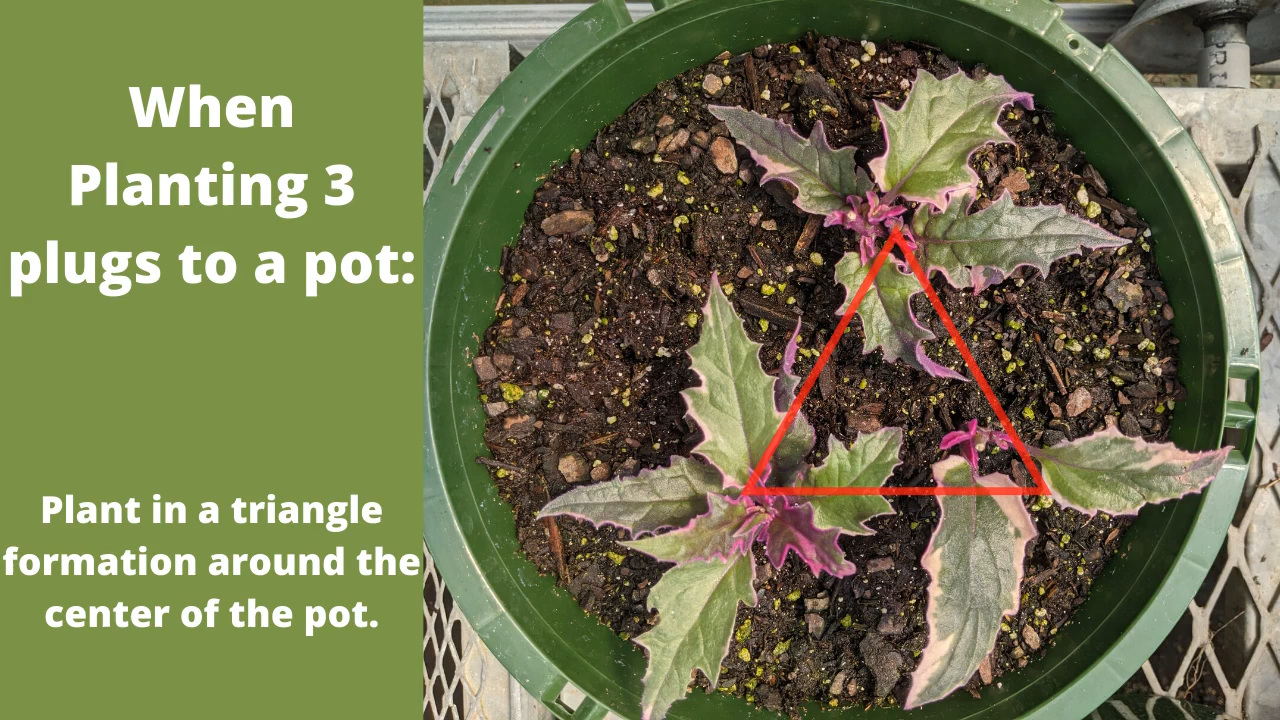 When
Planting 3
plugs to a pot:
Plant in a triangle
formation around the
center of the pot.